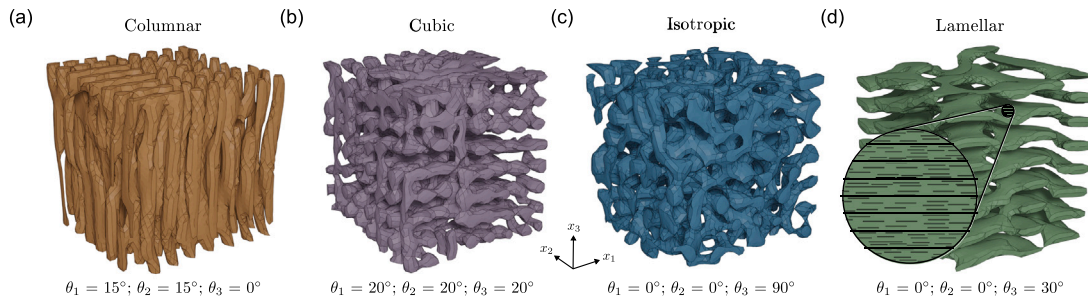 (a) Columnar
(b) Cubic
(c) Isotropic
(d) Lamellar
x₃
x₂
x₁
θ₁ = 15°; θ₂ = 15°; θ₃ = 0°
θ₁ = 20°; θ₂ = 20°; θ₃ = 20°
θ₁ = 0°; θ₂ = 0°; θ₃ = 90°
θ₁ = 0°; θ₂ = 0°; θ₃ = 30°